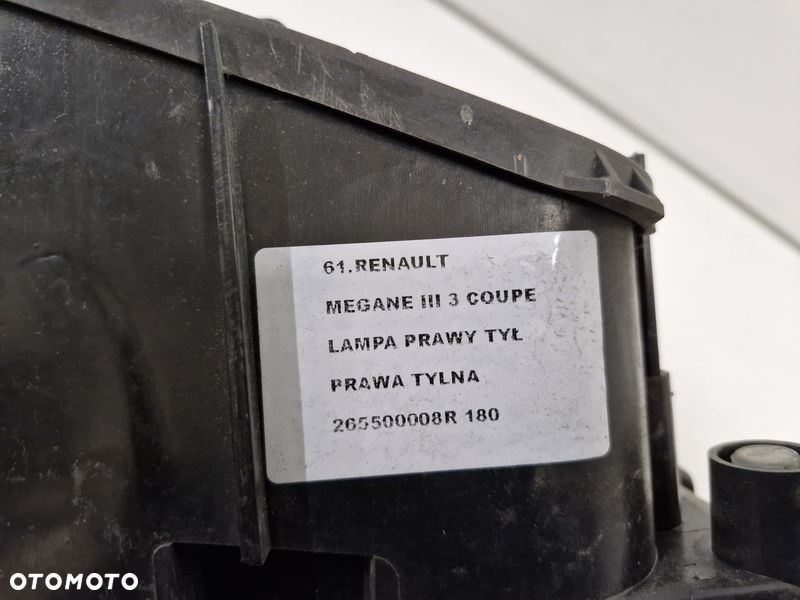 61.RENAULT
MEGANE III 3 COUPE
LAMPA PRAWY TYŁ
PRAWA TYLNA
265500008R 180
OTOMOTO